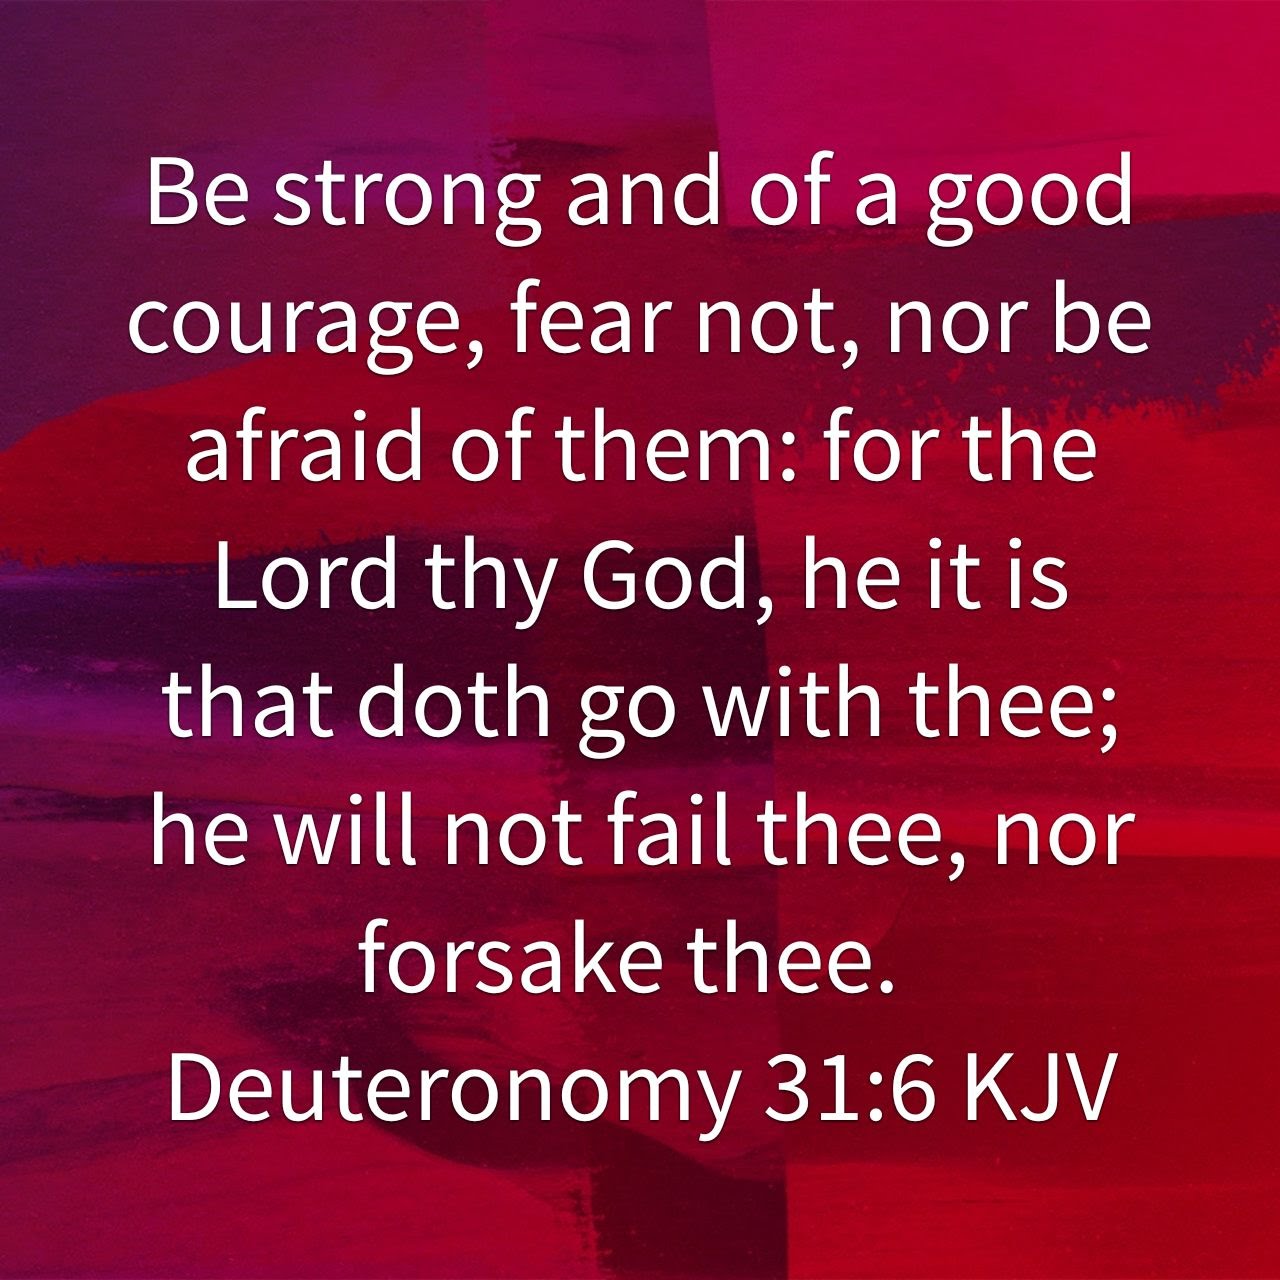 Be strong and of a good
courage, fear not, nor be
afraid of them: for the
Lord thy God, he it is
that doth go with thee;
he will not fail thee, nor
forsake thee.
Deuteronomy 31:6 KJV